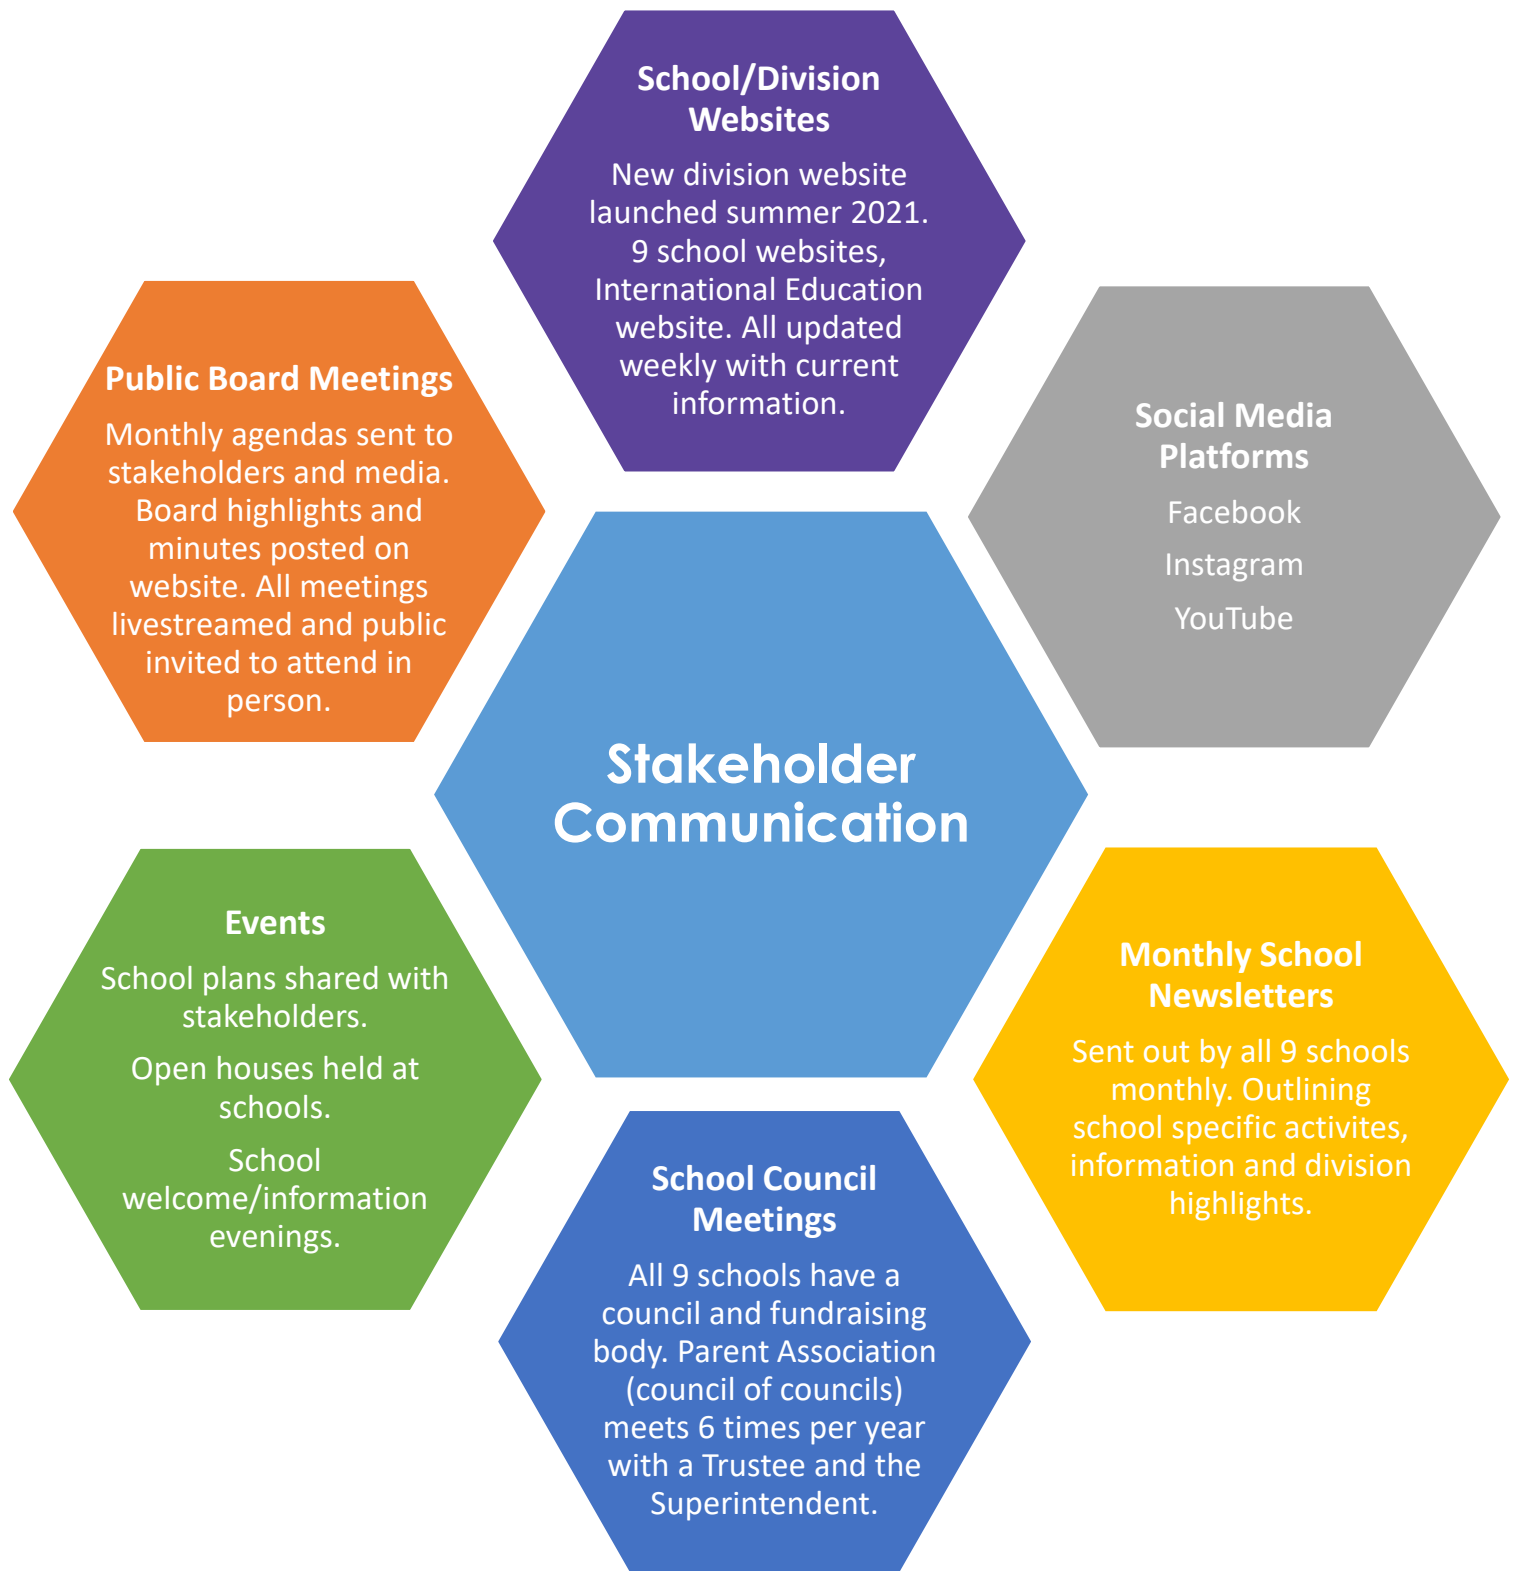 School/Division
Websites
New division website
launched summer 2021.
9 school websites,
International Education
website. All updated
weekly with current
information.
Public Board Meetings
Monthly agendas sent to
stakeholders and media.
Board highlights and
minutes posted on
website. All meetings
livestreamed and public
invited to attend in
person.
Social Media
Platforms
Facebook
Instagram
YouTube
Stakeholder
Communication
Events
School plans shared with
stakeholders.
Open houses held at
schools.
School
welcome/information
evenings.
Monthly School
Newsletters
Sent out by all 9 schools
monthly. Outlining
school specific activites,
information and division
highlights.
School Council
Meetings
All 9 schools have a
council and fundraising
body. Parent Association
(council of councils)
meets 6 times per year
with a Trustee and the
Superintendent.